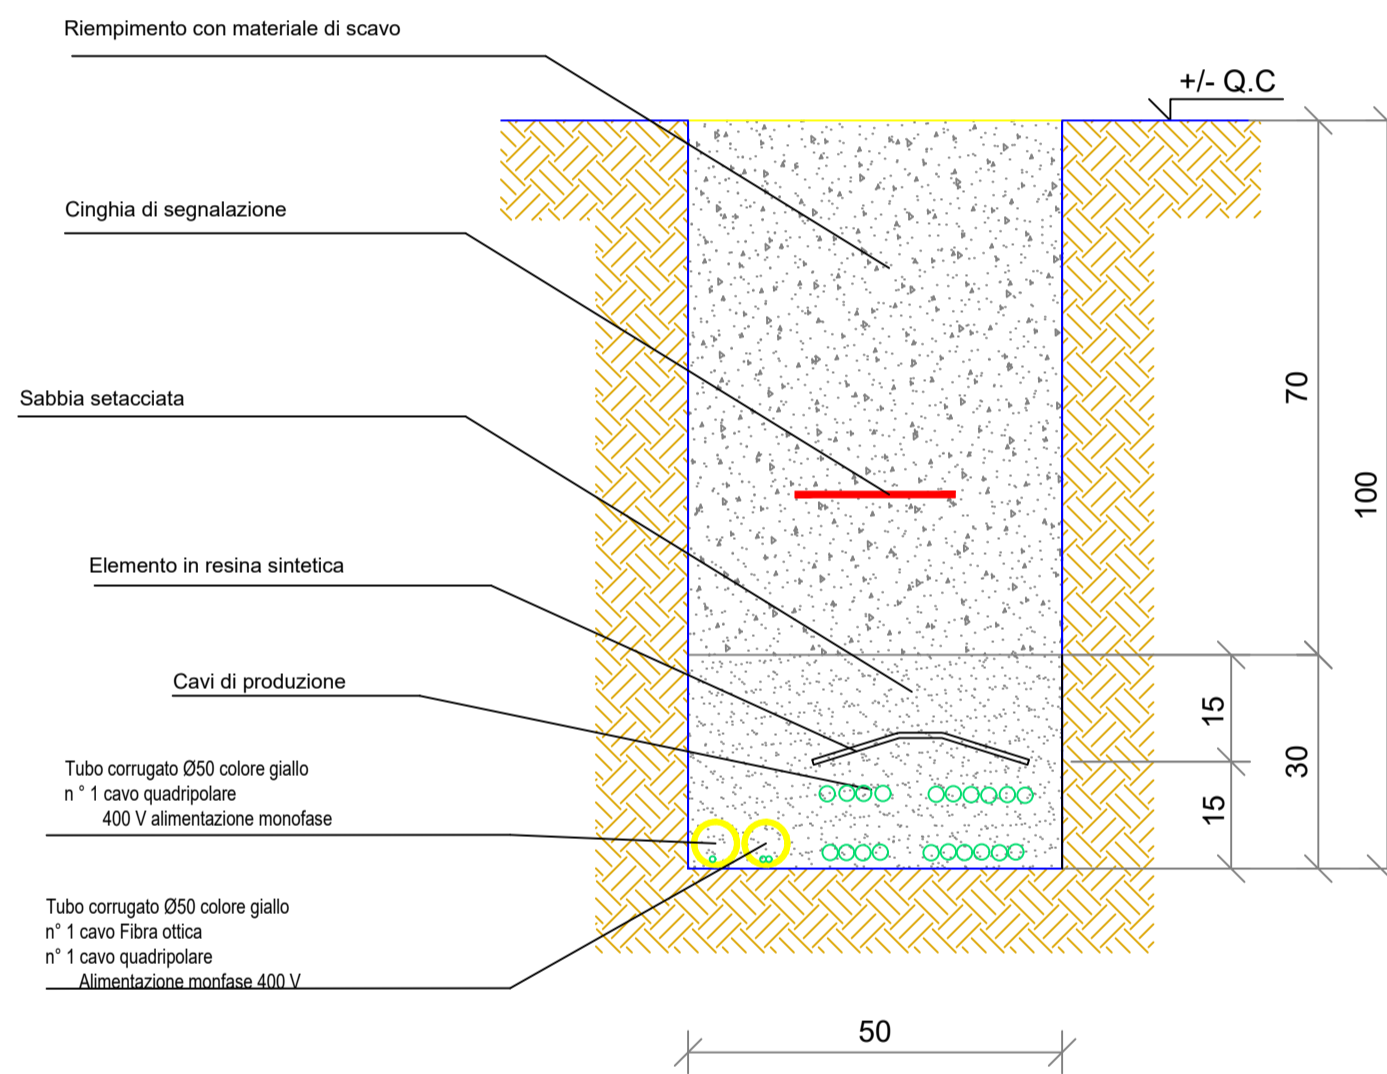 Riempimento con materiale di scavo
+/- Q.C
Cinghia di segnalazione
Sabbia setacciata
70
100
Elemento in resina sintetica
Cavi di produzione
15
30
15
Tubo corrugato Ø50 colore giallo
n ° 1 cavo quadripolare
400 V alimentazione monofase
Tubo corrugato Ø50 colore giallo
n° 1 cavo Fibra ottica
n° 1 cavo quadripolare
Alimentazione monfase 400 V
50